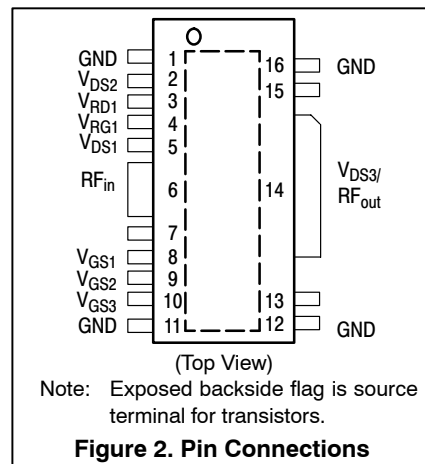 GND 1 16 GND
VDS2 2
15
VRD1 3
VRG1 4
VDS1 5
RFin 6 14 VDS3/
RFout
7
VGS1 8
VGS2 9
VGS3 10 13
GND 11 12 GND
(Top View)
Note: Exposed backside flag is source
terminal for transistors.
Figure 2. Pin Connections